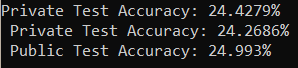 Private Test Accuracy: 24.4279%
Private Test Accuracy: 24.2686%
Public Test Accuracy: 24.993%